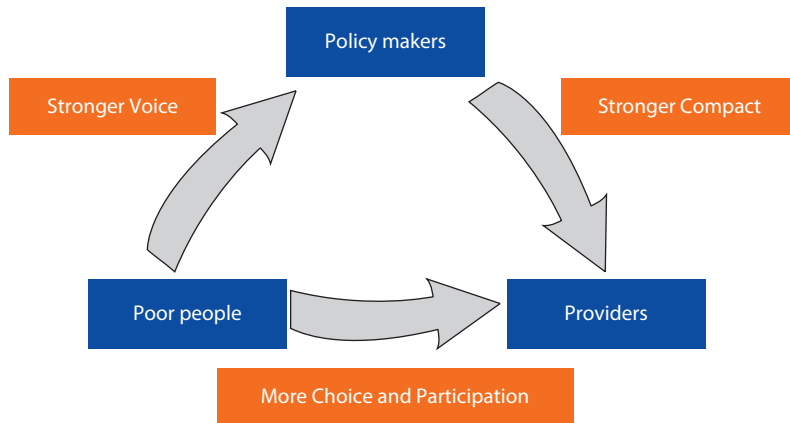 Policy makers
Stronger Voice
Stronger Compact
Poor people
Providers
More Choice and Participation